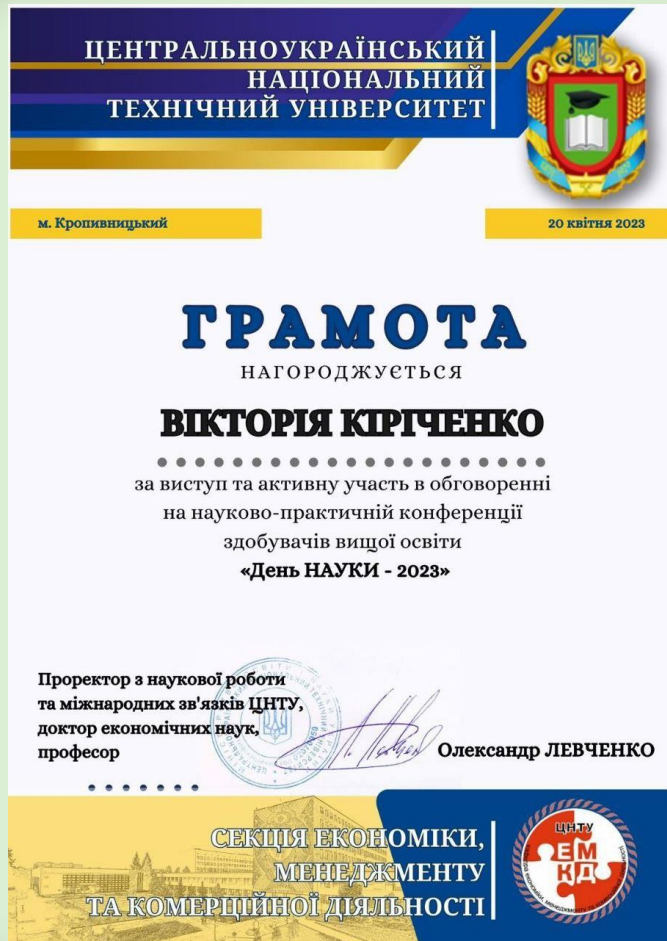 ЦЕНТРАЛЬНОУКРАЇНСЬКИЙ
НАЦІОНАЛЬНИЙ
ТЕХНІЧНИЙ УНІВЕРСИТЕТ
м. Кропивницький
20 квітня 2023
ГРАМОТА
НАГОРОДЖУЄТЬСЯ
ВІКТОРІЯ КІРІЧЕНКО
за виступ та активну участь в обговоренні
на науково-практичній конференції
здобувачів вищої освіти
«День НАУКИ - 2023»
Проректор з наукової роботи
та міжнародних зв'язків ЦНТУ,
доктор економічних наук,
професор
Олександр ЛЕВЧЕНКО
СЕКЦІЯ ЕКОНОМІКИ,
МЕНЕДЖМЕНТУ
ТА КОМЕРЦІЙНОЇ ДІЯЛЬНОСТІ
ЦНТУ
ЕМ
КД